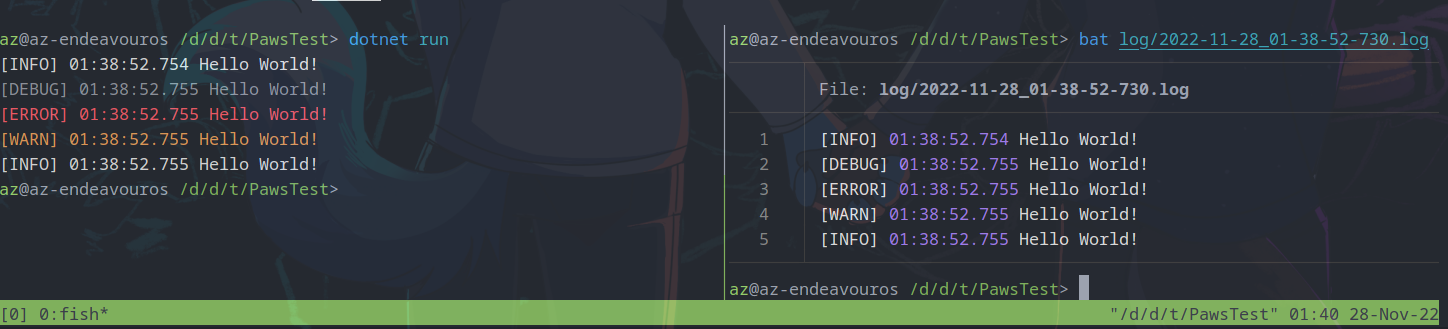 az@az-endeavouros /d/d/t/PawsTest> dotnet run
[INFO] 01:38:52.754 Hello World!
[DEBUG] 01:38:52.755 Hello World!
[ERROR] 01:38:52.755 Hello World!
[WARN] 01:38:52.755 Hello World!
[INFO] 01:38:52.755 Hello World!
az@az-endeavouros /d/d/t/PawsTest>
az@az-endeavouros /d/d/t/PawsTest> bat log/2022-11-28_01-38-52-730.log
File: log/2022-11-28_01-38-52-730.log
1 [INFO] 01:38:52.754 Hello World!
2 [DEBUG] 01:38:52.755 Hello World!
3 [ERROR] 01:38:52.755 Hello World!
4 [WARN] 01:38:52.755 Hello World!
5 [INFO] 01:38:52.755 Hello World!
az@az-endeavouros /d/d/t/PawsTest>
[0] 0:fish* "/d/d/t/PawsTest" 01:40 28-Nov-22